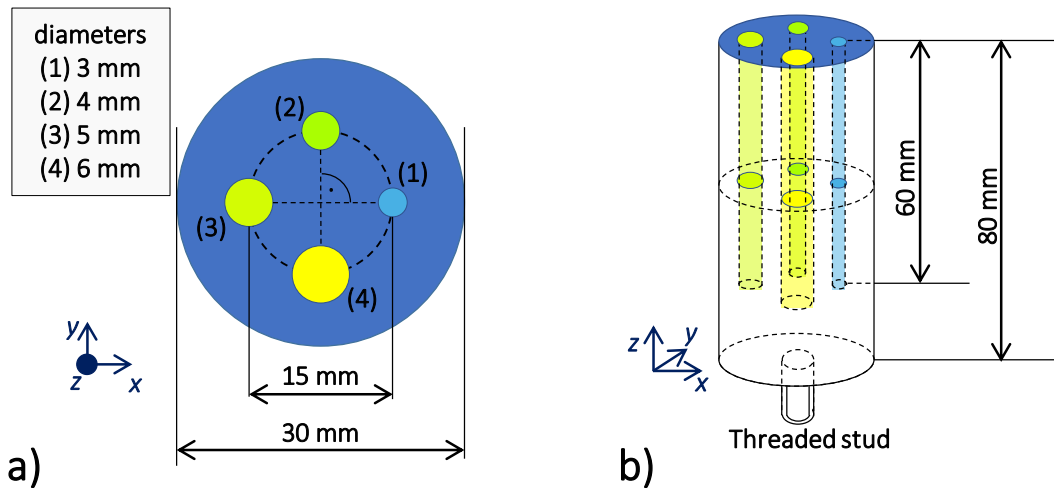 diameters
(1) 3 mm
(2) 4 mm
(3) 5 mm
(4) 6 mm
(2)
(1)
(3)
(4)
y
z
x
15 mm
30 mm
a)
60 mm
80 mm
z
y
x
Threaded stud
b)